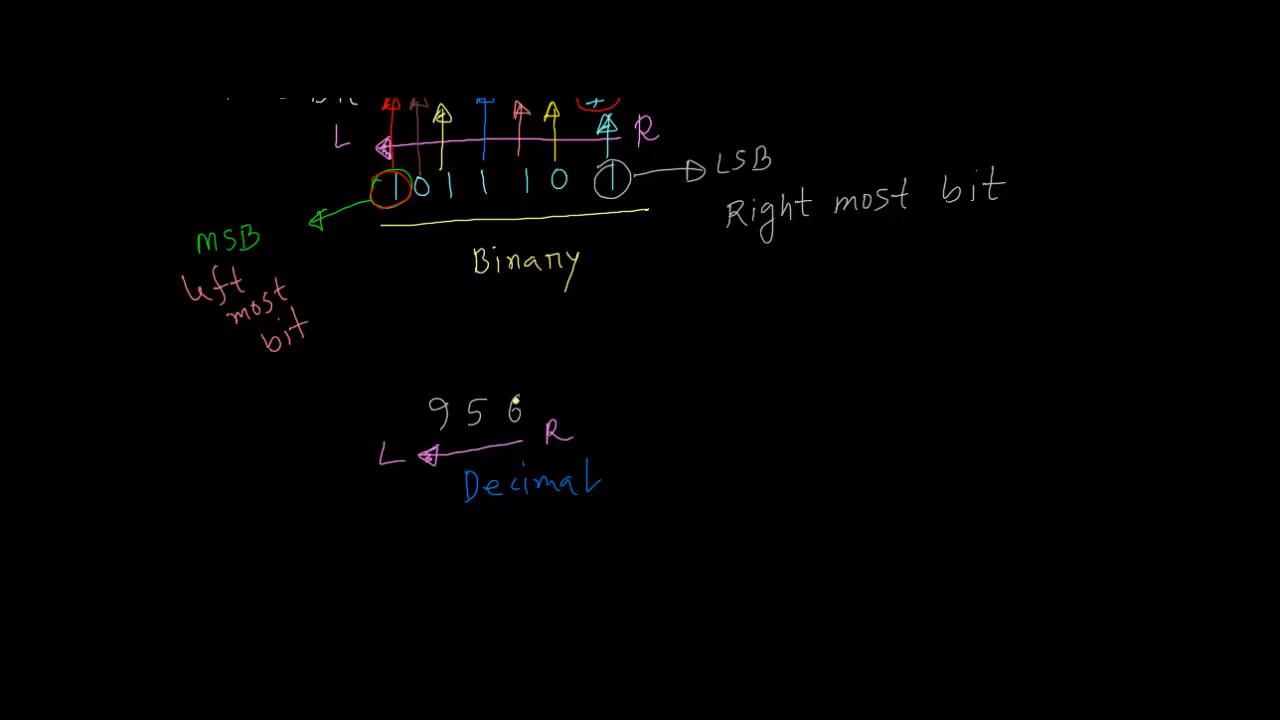 L R
1 0 1 1 1 0 1
LSB
Right most bit
MSB
left
most
bit
Binary
9 5 6
L R
Decimal